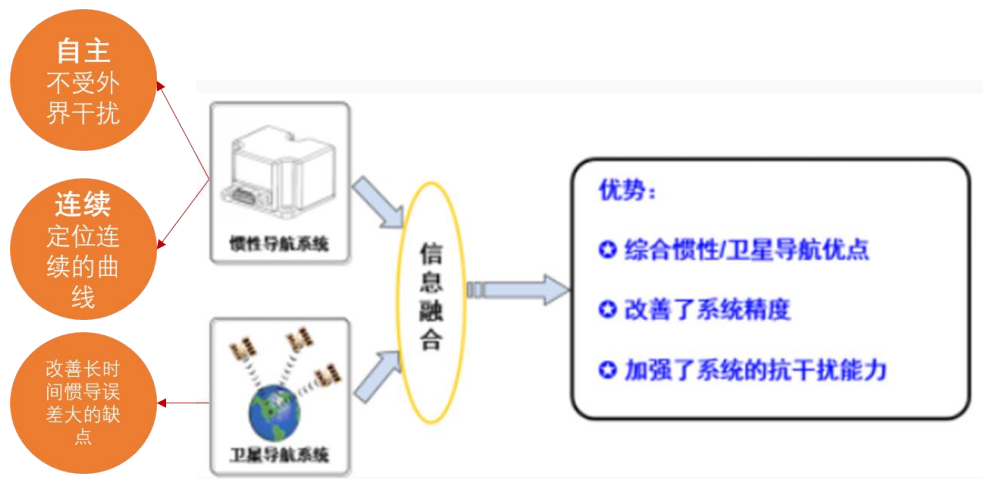 自主
不受外
界干扰
连续
定位连
续的曲
线
改善长时
间惯导误
差大的缺
点
惯性导航系统
卫星导航系统
信
息
融
合
优势：
✪ 综合惯性/卫星导航优点
✪ 改善了系统精度
✪ 加强了系统的抗干扰能力